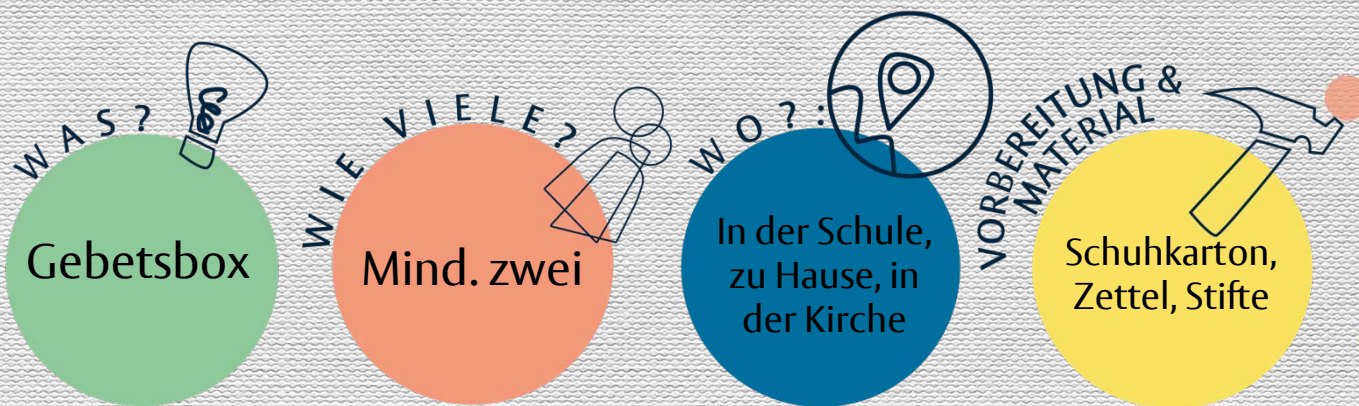 WAS?
Gebetsbox
WIE VIELE?
Mind. zwei
WO?:
In der Schule,
zu Hause, in
der Kirche
VORBEREITUNG &
MATERIAL
Schuhkarton,
Zettel, Stifte